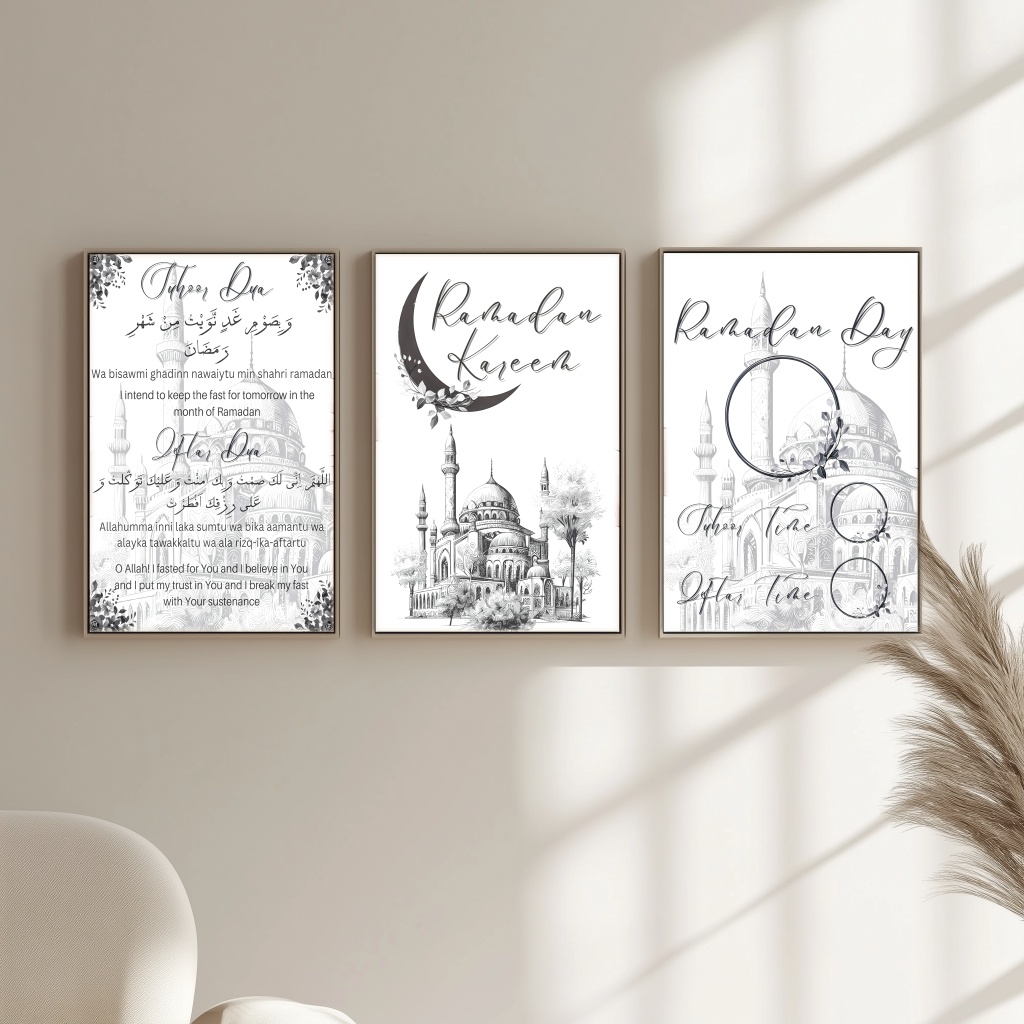 Suhoor Dua
وَبِصَوْمِ غَدٍ نَّوَيْتُ مِنْ شَهْرِ
رَمَضَانَ
Wa bisawmi ghadinn nawaiytu min shahri ramadan
I intend to keep the fast for tomorrow in the
month of Ramadan
Iftar Dua
اللَّهُمَّ اِنِّى لَكَ صُمْتُ وَبِكَ امَنْتُ وَعَلَيْكَ تَوَكَّلْتُ وَ
عَلَى رِزْقِكَ اَفْطَرْتُ
Allahumma inni laka sumtu wa bika aamantu wa
alayka tawakkaltu wa ala rizq-ika-aftartu
O Allah! I fasted for You and I believe in You
and I put my trust in You and I break my fast
with Your sustenance
Ramadan
Kareem
Ramadan Day
Suhoor Time
Iftar Time